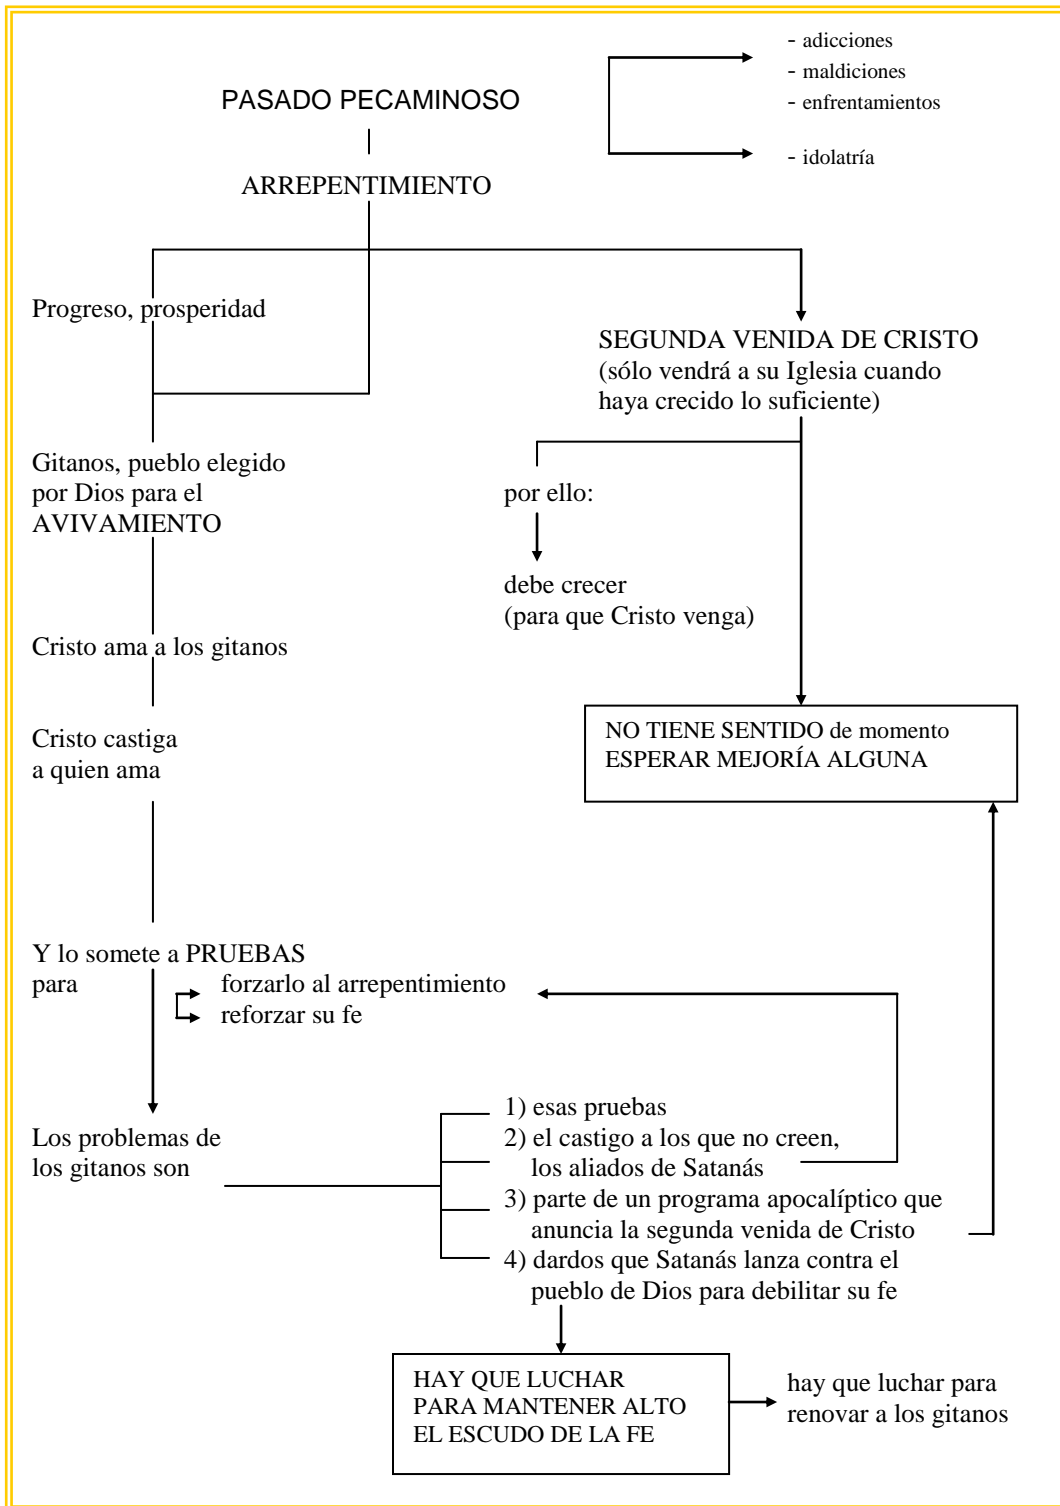 - adicciones
- maldiciones
PASADO PECAMINOSO
- enfrentamientos
- idolatría
ARREPENTIMIENTO
Progreso, prosperidad
SEGUNDA VENIDA DE CRISTO
(sólo vendrá a su Iglesia cuando
haya crecido lo suficiente)
Gitanos, pueblo elegido
por Dios para el
AVIVAMIENTO
por ello:
debe crecer
(para que Cristo venga)
Cristo ama a los gitanos
Cristo castiga
a quien ama
NO TIENE SENTIDO de momento
ESPERAR MEJORÍA ALGUNA
Y lo somete a PRUEBAS
para
forzarlo al arrepentimiento
reforzar su fe
Los problemas de
los gitanos son
1) esas pruebas
2) el castigo a los que no creen,
los aliados de Satanás
3) parte de un programa apocalíptico que
anuncia la segunda venida de Cristo
4) dardos que Satanás lanza contra el
pueblo de Dios para debilitar su fe
HAY QUE LUCHAR
PARA MANTENER ALTO
EL ESCUDO DE LA FE
hay que luchar para
renovar a los gitanos